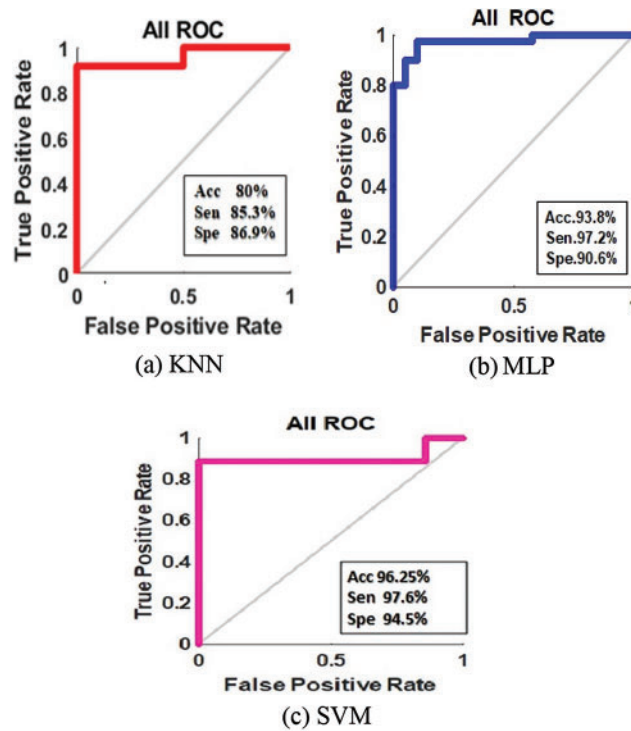 All ROC
1
0.8
0.6
0.4
0.2
0
0 0.5 1
True Positive Rate
False Positive Rate
Acc 80%
Sen 85.3%
Spe 86.9%
(a) KNN
All ROC
1
0.8
0.6
0.4
0.2
0
0 0.5 1
True Positive Rate
False Positive Rate
Acc.93.8%
Sen.97.2%
Spe.90.6%
(b) MLP
All ROC
1
0.8
0.6
0.4
0.2
0
0 0.5 1
True Positive Rate
False Positive Rate
Acc 96.25%
Sen 97.6%
Spe 94.5%
(c) SVM